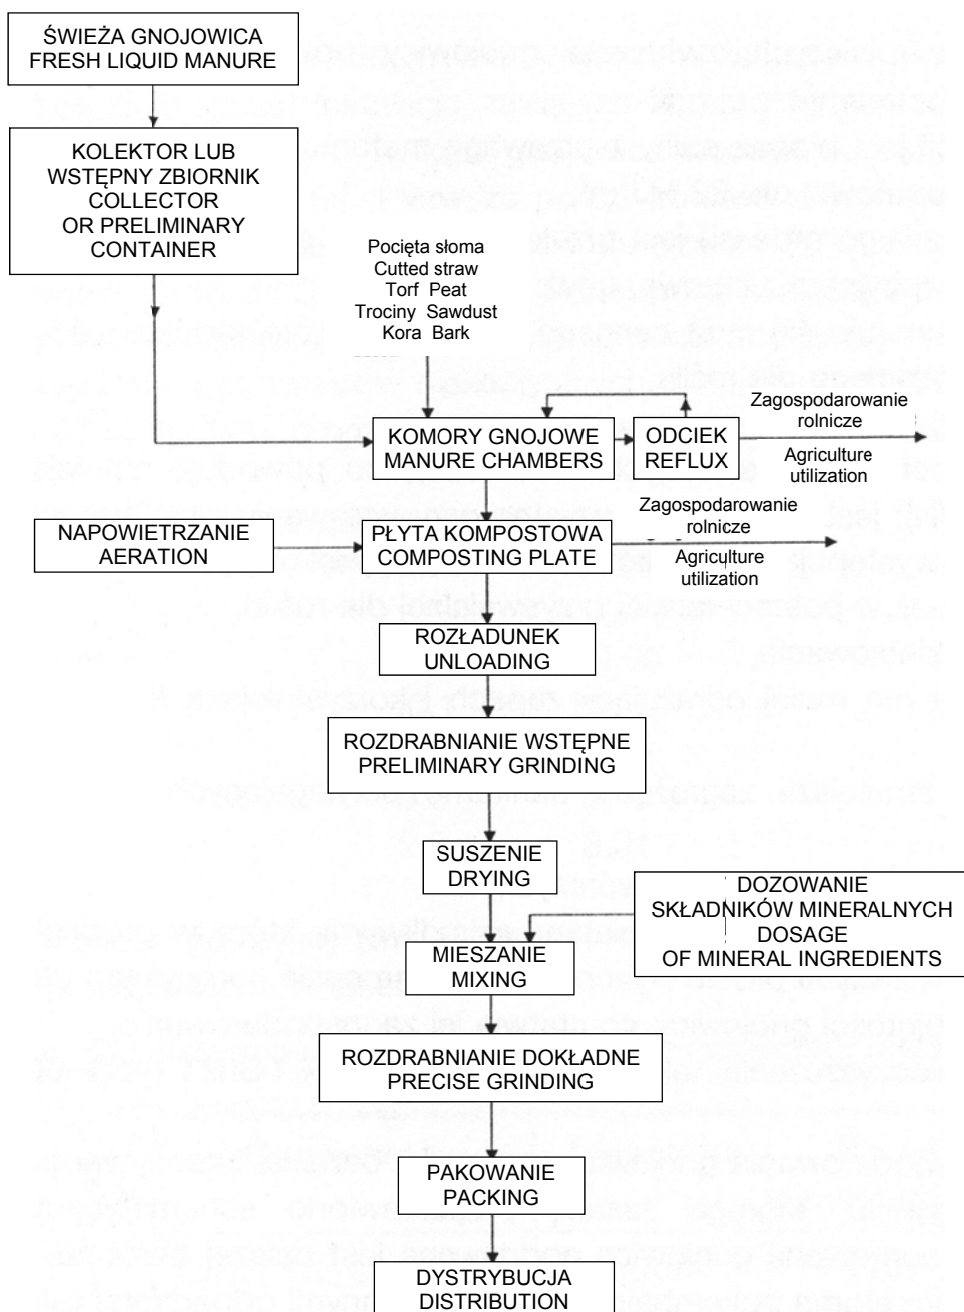 ŚWIEŻA GNOJOWICA
FRESH LIQUID MANURE
KOLEKTOR LUB
WSTĘPNY ZBIORNIK
COLLECTOR
OR PRELIMINARY
CONTAINER
Pocięta słoma
Cutted straw
Torf Peat
Trociny Sawdust
Kora Bark
KOMORY GNOJOWE
MANURE CHAMBERS
ODCIEK
REFLUX
Zagospodarowanie
rolnicze
Agriculture
utilization
NAPOWIETRZANIE
AERATION
PŁYTA KOMPOSTOWA
COMPOSTING PLATE
Zagospodarowanie
rolnicze
Agriculture
utilization
ROZŁADUNEK
UNLOADING
ROZDRABNIANIE WSTĘPNE
PRELIMINARY GRINDING
SUSZENIE
DRYING
DOZOWANIE
SKŁADNIKÓW MINERALNYCH
DOSAGE
OF MINERAL INGREDIENTS
MIESZANIE
MIXING
ROZDRABNIANIE DOKŁADNE
PRECISE GRINDING
PAKOWANIE
PACKING
DYSTRYBUCJA
DISTRIBUTION